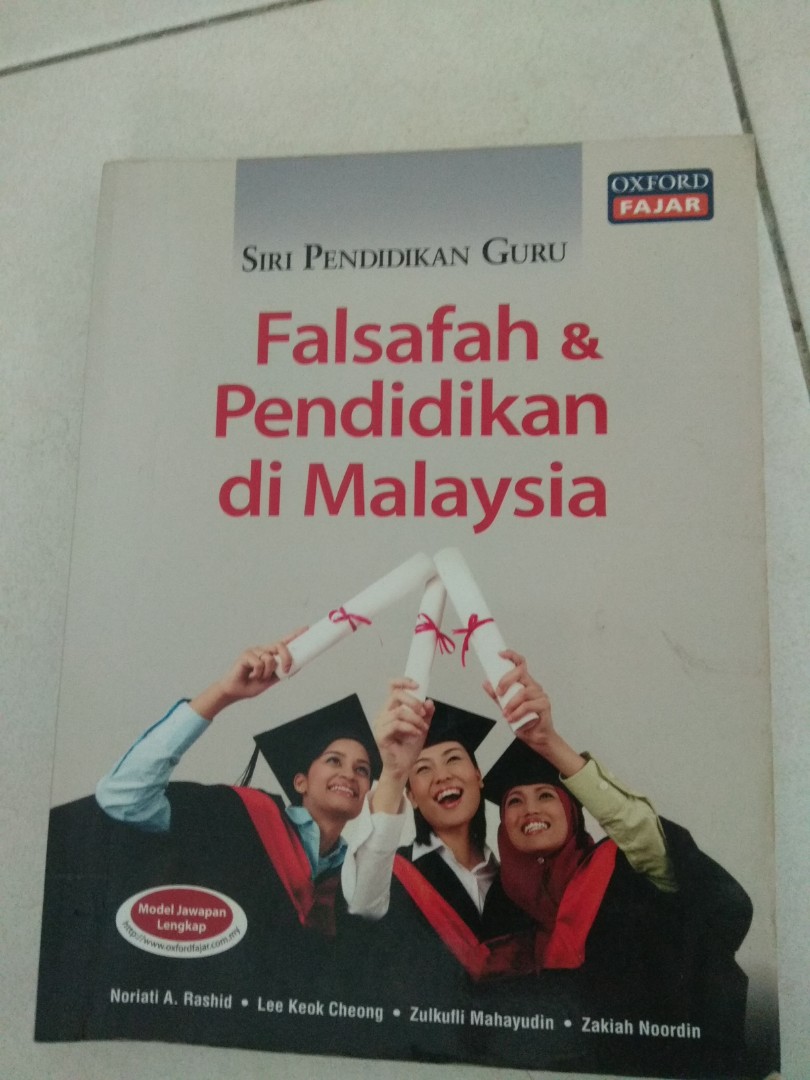 OXFORD
FAJAR
SIRI PENDIDIKAN GURU
Falsafah &
Pendidikan
di Malaysia
Model Jawapan
Lengkap
http://www.oxfordfajar.com.my
Noriati A. Rashid • Lee Keok Cheong • Zulkufli Mahayudin • Zakiah Noordin